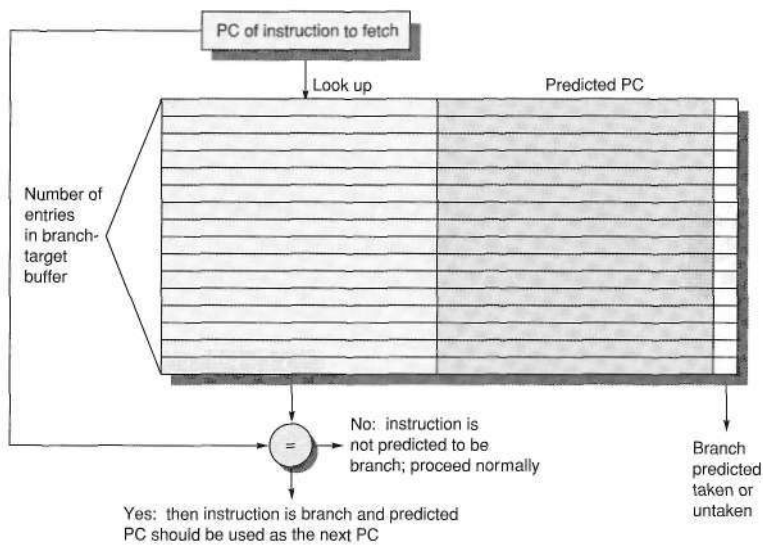 PC of instruction to fetch
Look up
Predicted PC
Number of
entries
in branch-
target
buffer
=
No: instruction is
not predicted to be
branch; proceed normally
Branch
predicted
taken or
untaken
Yes: then instruction is branch and predicted
PC should be used as the next PC